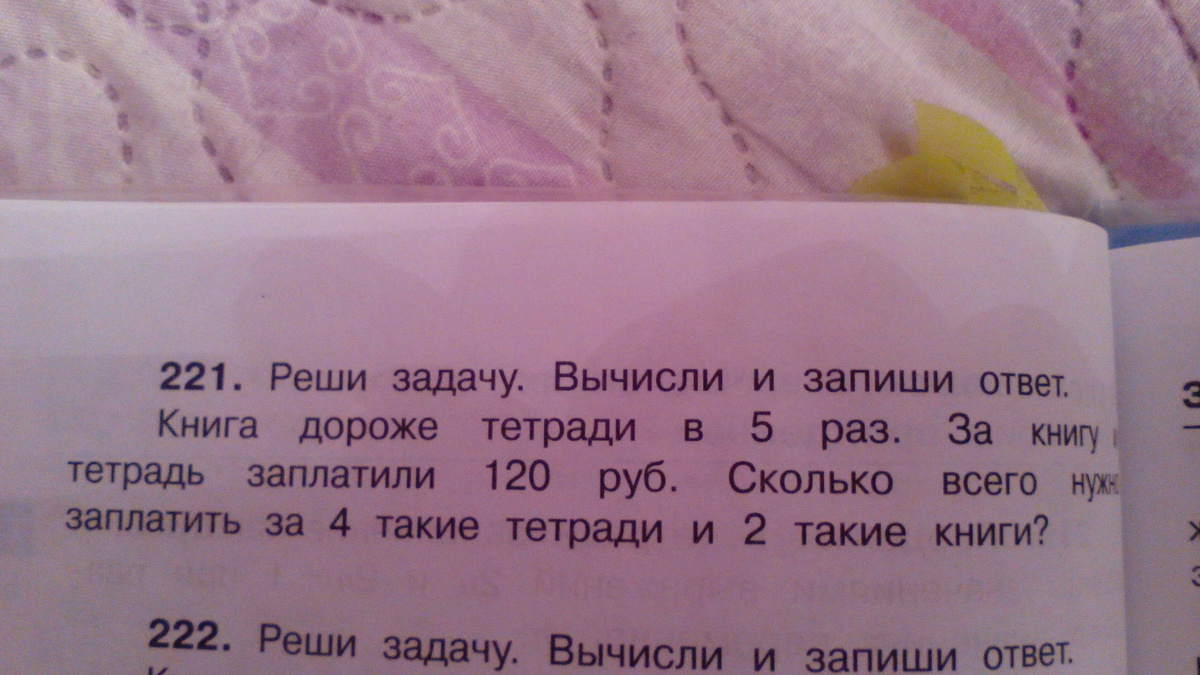 221. Реши задачу. Вычисли и запиши ответ.
Книга дороже тетради в 5 раз. За книгу
тетрадь заплатили 120 руб. Сколько всего нужно
заплатить за 4 такие тетради и 2 такие книги?
222. Реши задачу. Вычисли и запиши ответ.